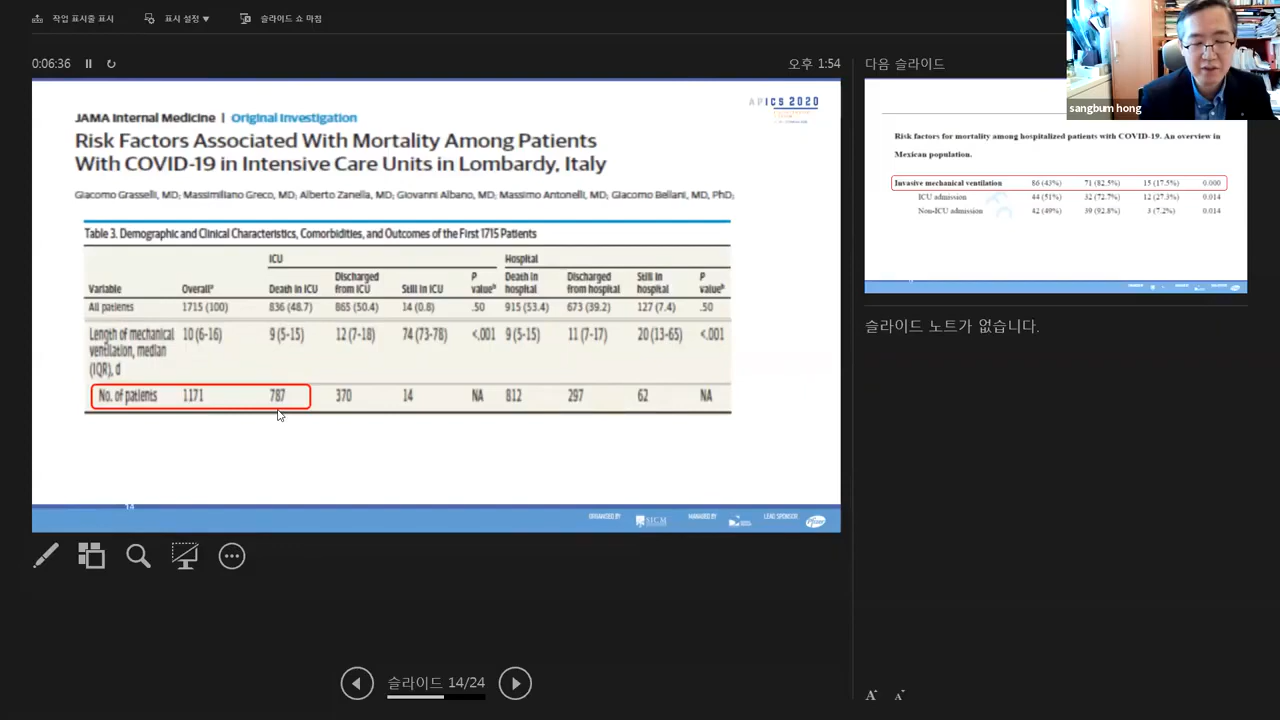 작업 표시줄 표시 표시 설정 ▼ 슬라이드 쇼 마침
0:06:36 오후 1:54
APICS 2020
JAMA Internal Medicine | Original Investigation
Risk Factors Associated With Mortality Among Patients
With COVID-19 in Intensive Care Units in Lombardy, Italy
Giacomo Grasselli, MD; Massimiliano Greco, MD; Alberto Zanella, MD; Giovanni Albano, MD; Massimo Antonelli, MD; Giacomo Bellani, MD, PhD;
Table 3. Demographic and Clinical Characteristics, Comorbidities, and Outcomes of the First 1715 Patients
ICU Hospital
Variable Overallᵃ Death in ICU Discharged from ICU Still in ICU P valueᵇ Death in hospital Discharged from hospital Still in hospital P valueᵇ
All patients 1715 (100) 836 (48.7) 865 (50.4) 14 (0.8) .50 915 (53.4) 673 (39.2) 127 (7.4) .50
Length of mechanical 10 (6-16) 9 (5-15) 12 (7-18) 74 (73-78) <.001 9 (5-15) 11 (7-17) 20 (13-65) <.001
ventilation, median
(IQR), d
No. of patients 1171 787 370 14 NA 812 297 62 NA
14
ORGANISED BY SICM MANAGED BY LEAD SPONSOR Pfizer
슬라이드 14/24
sangbum hong
다음 슬라이드
Risk factors for mortality among hospitalized patients with COVID-19. An overview in
Mexican population.
Invasive mechanical ventilation 86 (43%) 71 (82.5%) 15 (17.5%) 0.000
ICU admission 44 (51%) 32 (72.7%) 12 (27.3%) 0.014
Non-ICU admission 42 (49%) 39 (92.8%) 3 (7.2%) 0.014
슬라이드 노트가 없습니다.
A A